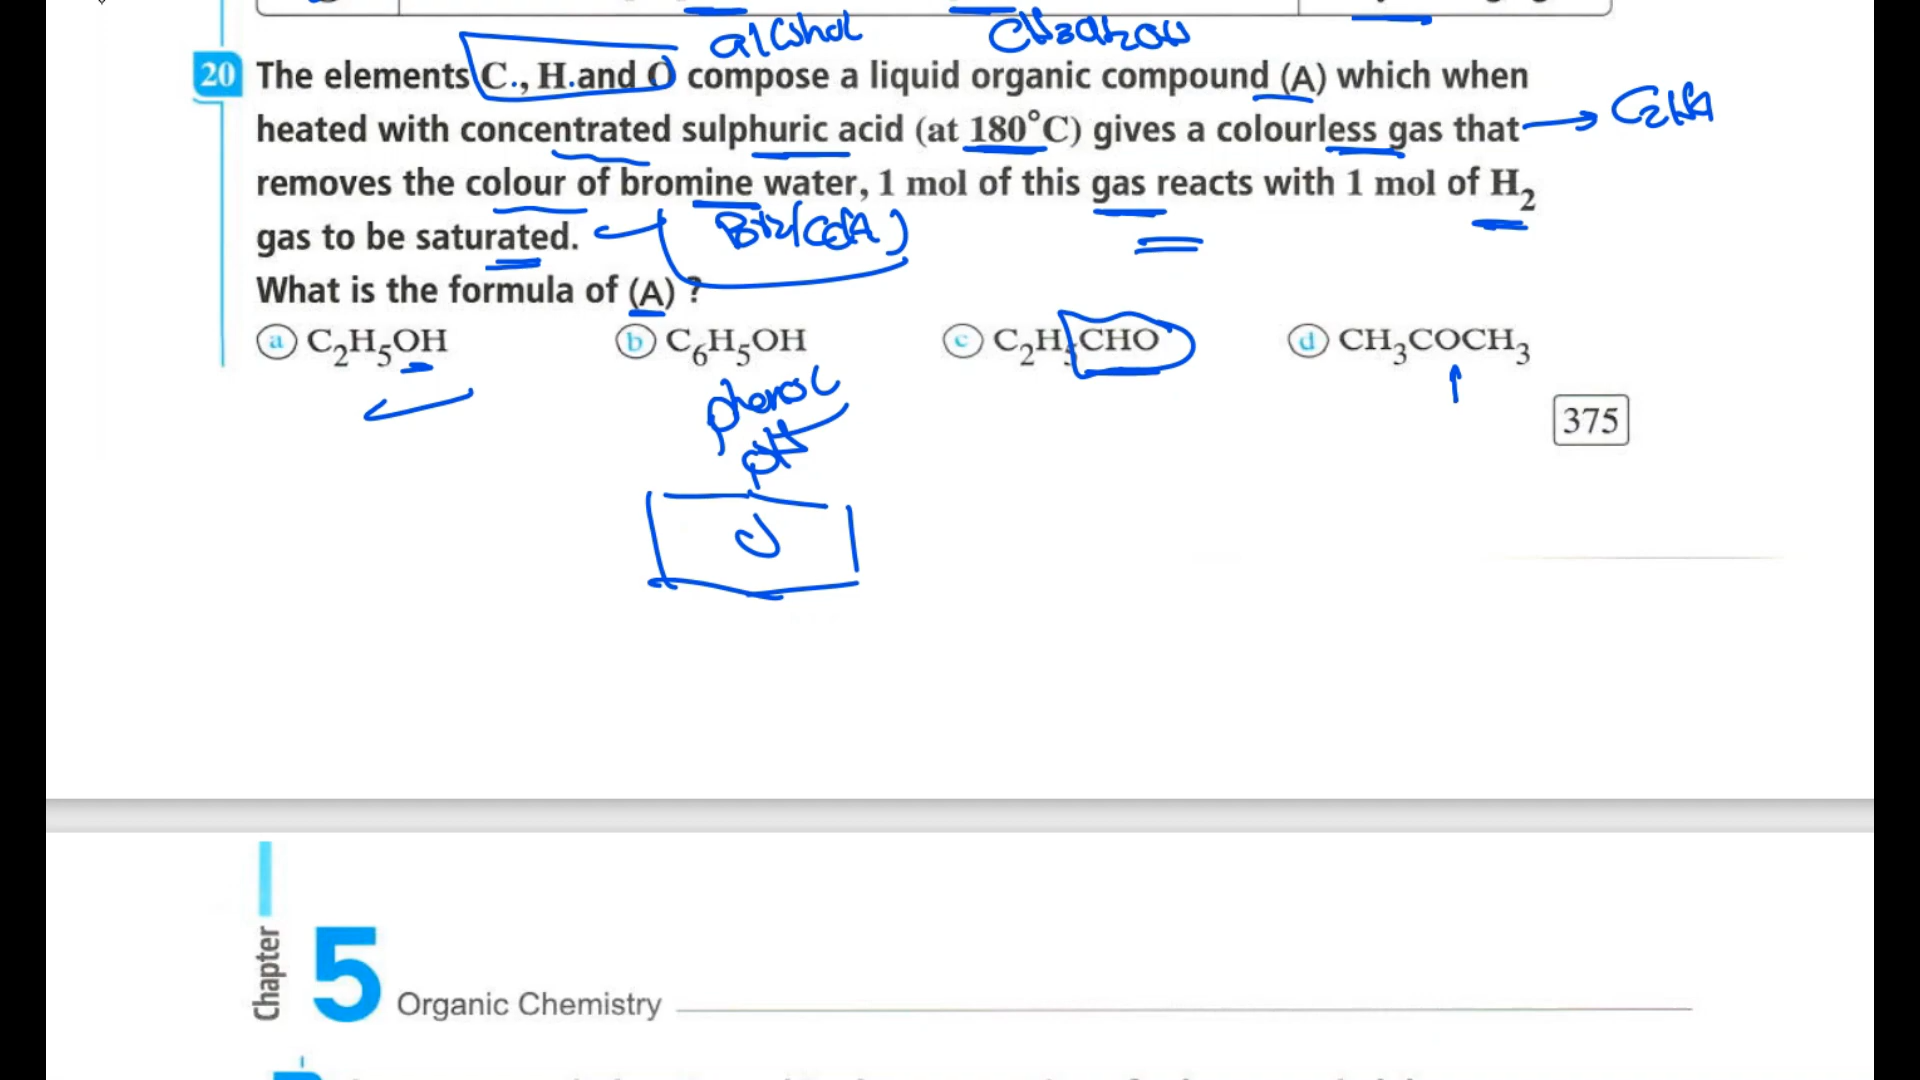 alcohol CH3CH2OH
20 The elements C., H.and O compose a liquid organic compound (A) which when
heated with concentrated sulphuric acid (at 180°C) gives a colourless gas that → C2H4
removes the colour of bromine water, 1 mol of this gas reacts with 1 mol of H2
gas to be saturated.
What is the formula of (A) ?
a C2H5OH b C6H5OH c C2H5CHO d CH3COCH3
phenol
375
Chapter
5
Organic Chemistry